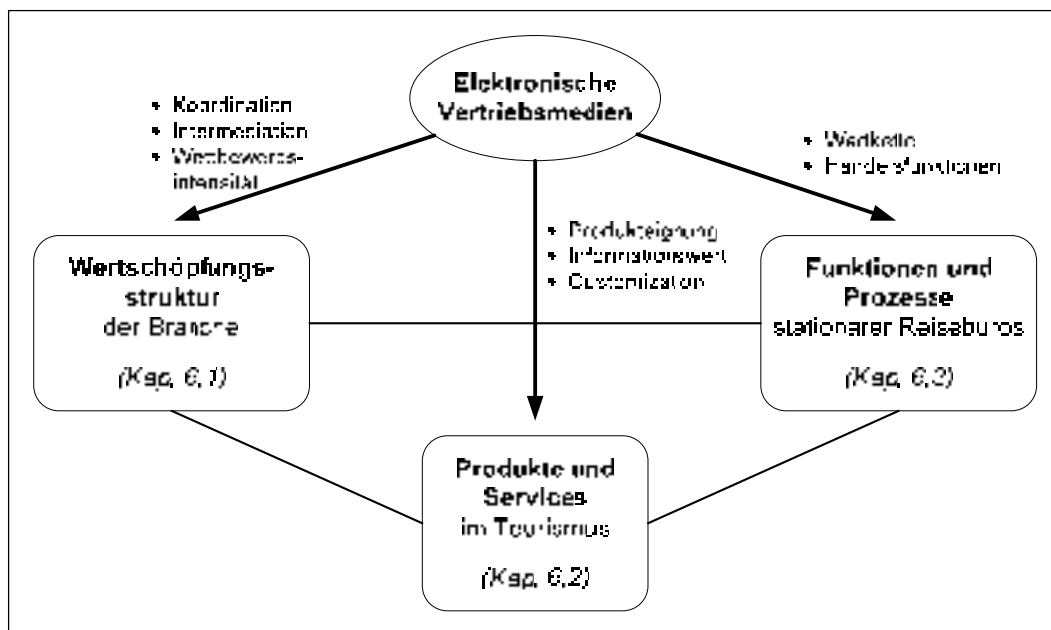 Elektronische
Vertriebsmedien
• Koordination
• Intermediation
• Wettbewerbs-
intensität
• Wertkette
• Handelsfunktionen
• Produkteignung
• Informationswert
• Customization
Wertschöpfungs-
struktur
der Branche
(Kap. 6.1)
Funktionen und
Prozesse
stationärer Reisebüros
(Kap. 6.3)
Produkte und
Services
im Tourismus
(Kap. 6.2)